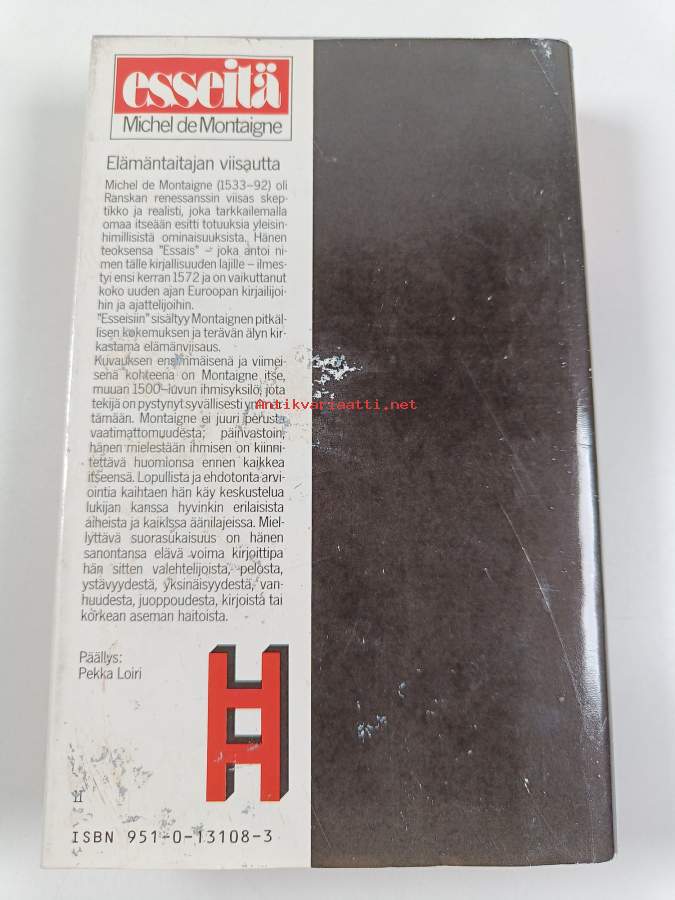 esseitä
Michel de Montaigne
Elämäntaitajan viisautta
Michel de Montaigne (1533–92) oli
Ranskan renessanssin viisas skep-
tikko ja realisti, joka tarkkailemalla
omaa itseään esitti totuuksia yleisin-
himillisistä ominaisuuksista. Hänen
teoksensa "Essais" – joka antoi ni-
men tälle kirjallisuuden lajille – ilmes-
tyi ensi kerran 1572 ja on vaikuttanut
koko uuden ajan Euroopan kirjailijoi-
hin ja ajattelijoihin.
"Esseisiin" sisältyy Montaignen pitkäl-
lisen kokemuksen ja terävän älyn kir-
kastama elämänviisaus.
Kuvauksen ensimmäisenä ja viimei-
senä kohteena on Montaigne itse,
muuan 1500-luvun ihmisyksilö, jota
tekijä on pystynyt syvällisesti
Antikvariaatti.net
tämään. Montaigne ei juuri perusta
vaatimattomuudesta; päinvastoin,
hänen mielestään ihmisen on kiinni-
tettävä huomionsa ennen kaikkea
itseensä. Lopullista ja ehdotonta arvi-
ointia kaihtaen hän käy keskustelua
lukijan kanssa hyvinkin erilaisista
aiheista ja kaikissa äänilajeissa. Miel-
lyttävä suorasukaisuus on hänen
sanontansa elävä voima kirjoittipa
hän sitten valehtelijoista, pelosta,
ystävyydestä, yksinäisyydestä, van-
huudesta, juoppoudesta, kirjoista tai
korkean aseman haitoista.
Päällys:
Pekka Loiri
H
ISBN 951-0-13108-3